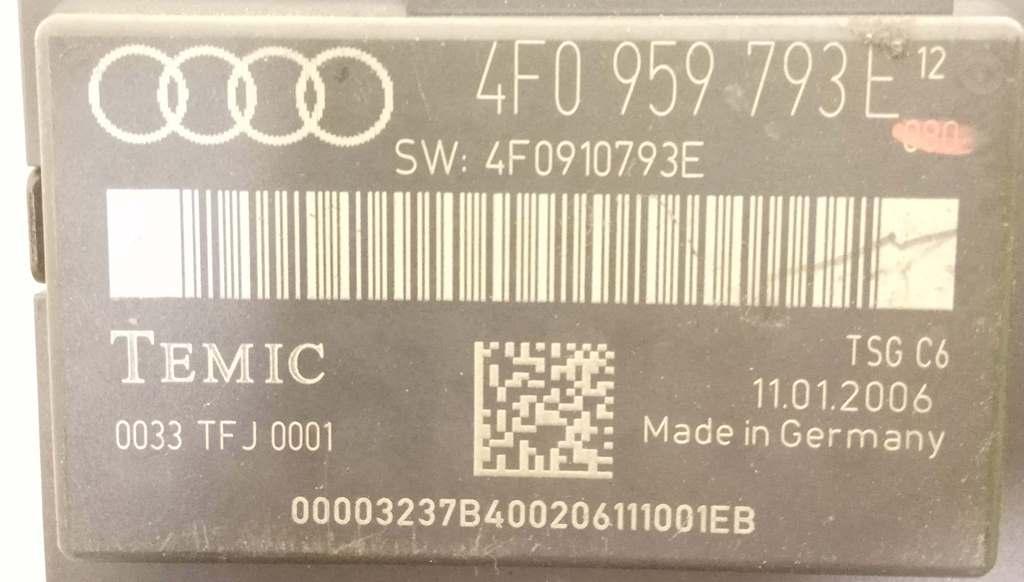 4F0 959 793 E 12
090
SW: 4F0910793E
TEMIC
TSG C6
11.01.2006
0033 TFJ 0001
Made in Germany
00003237B400206111001EB